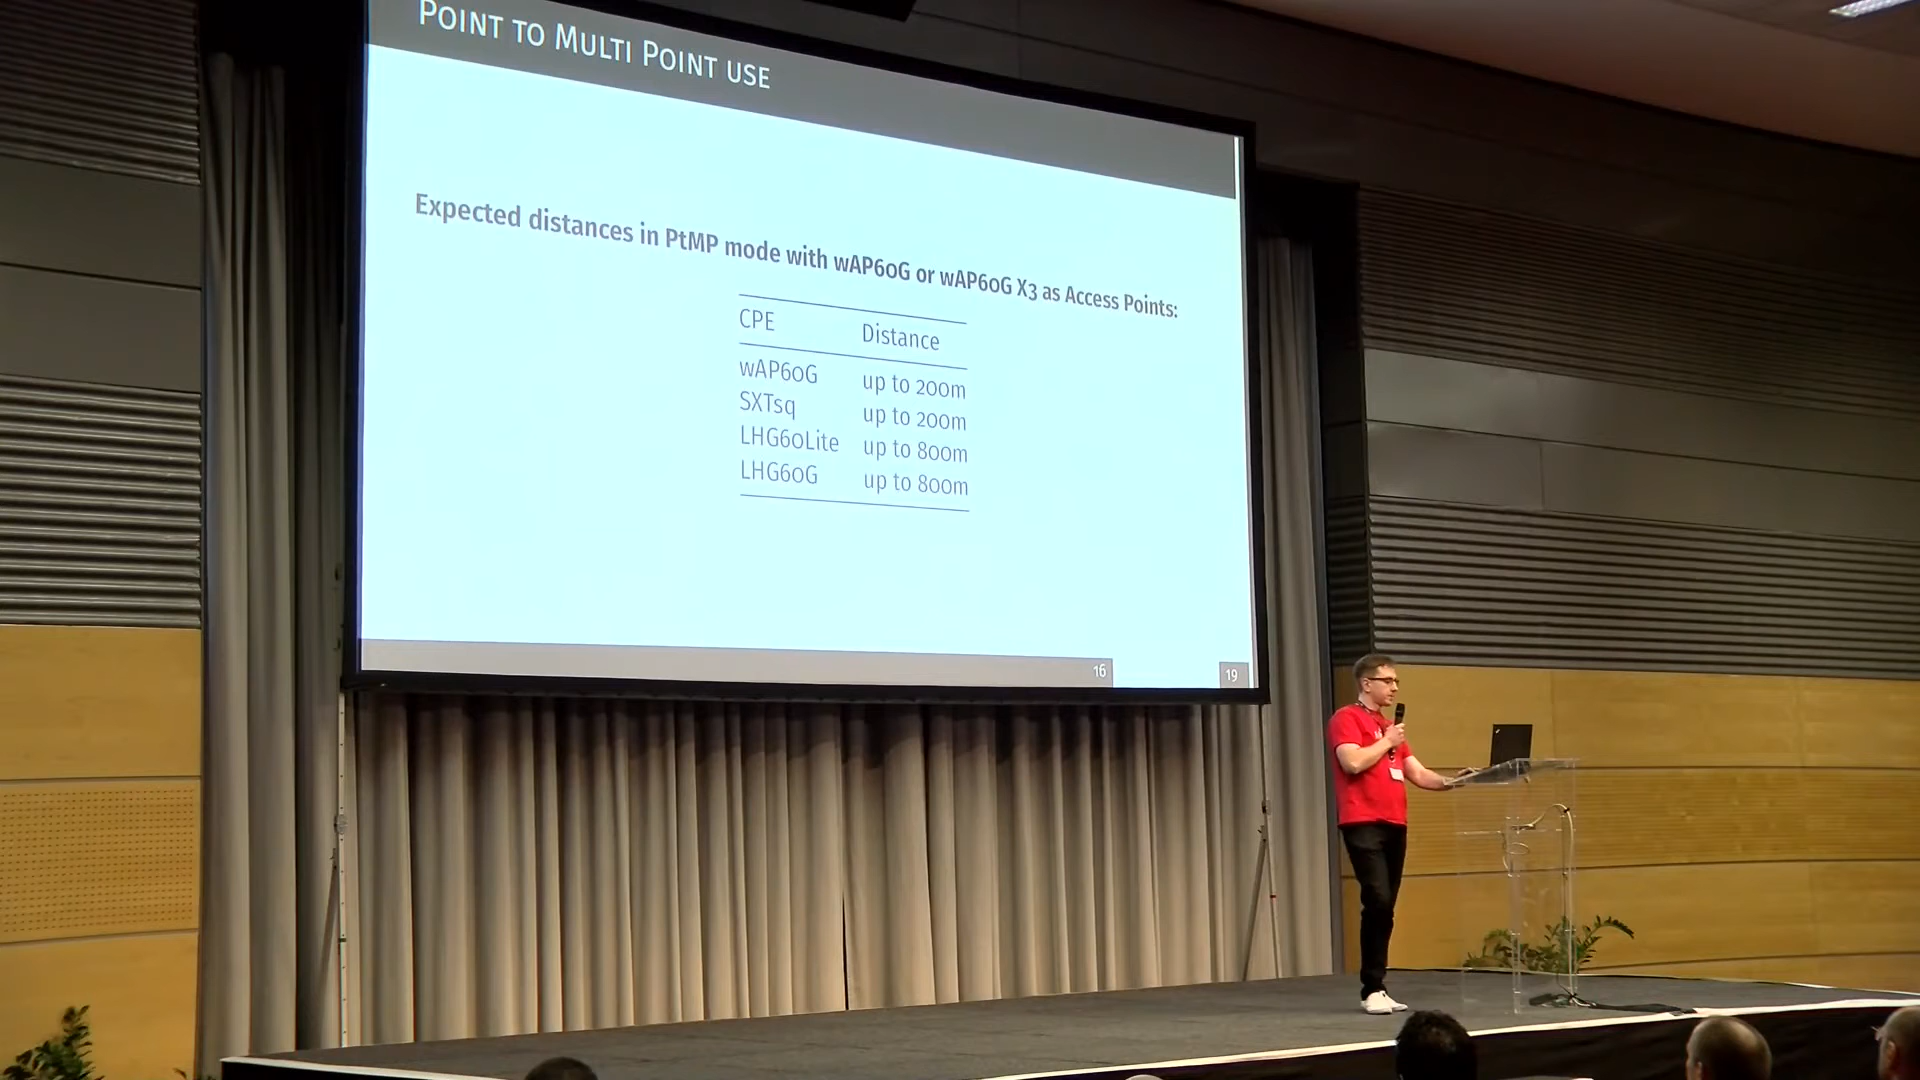 POINT TO MULTI POINT USE
Expected distances in PtMP mode with wAP60G or wAP60G X3 as Access Points:
CPE Distance
wAP60G up to 200m
SXTsq up to 200m
LHG60Lite up to 800m
LHG60G up to 800m
16 19